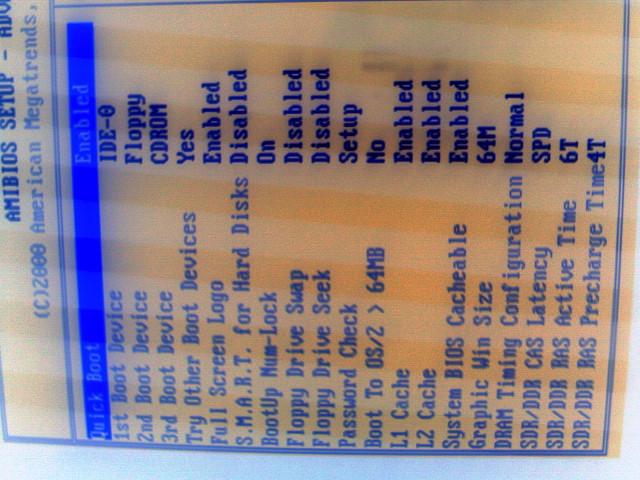 AMIBIOS SETUP - ADV
(C)2000 American Megatrends,
Quick Boot Enabled
1st Boot Device IDE-0
2nd Boot Device Floppy
3rd Boot Device CDROM
Try Other Boot Devices Yes
Full Screen Logo Enabled
S.M.A.R.T. for Hard Disks Disabled
BootUp Num-Lock On
Floppy Drive Swap Disabled
Floppy Drive Seek Disabled
Password Check Setup
Boot To OS/2 > 64MB No
L1 Cache Enabled
L2 Cache Enabled
System BIOS Cacheable Enabled
Graphic Win Size 64M
DRAM Timing Configuration Normal
SDR/DDR CAS Latency SPD
SDR/DDR RAS Active Time 6T
SDR/DDR RAS Precharge Time4T